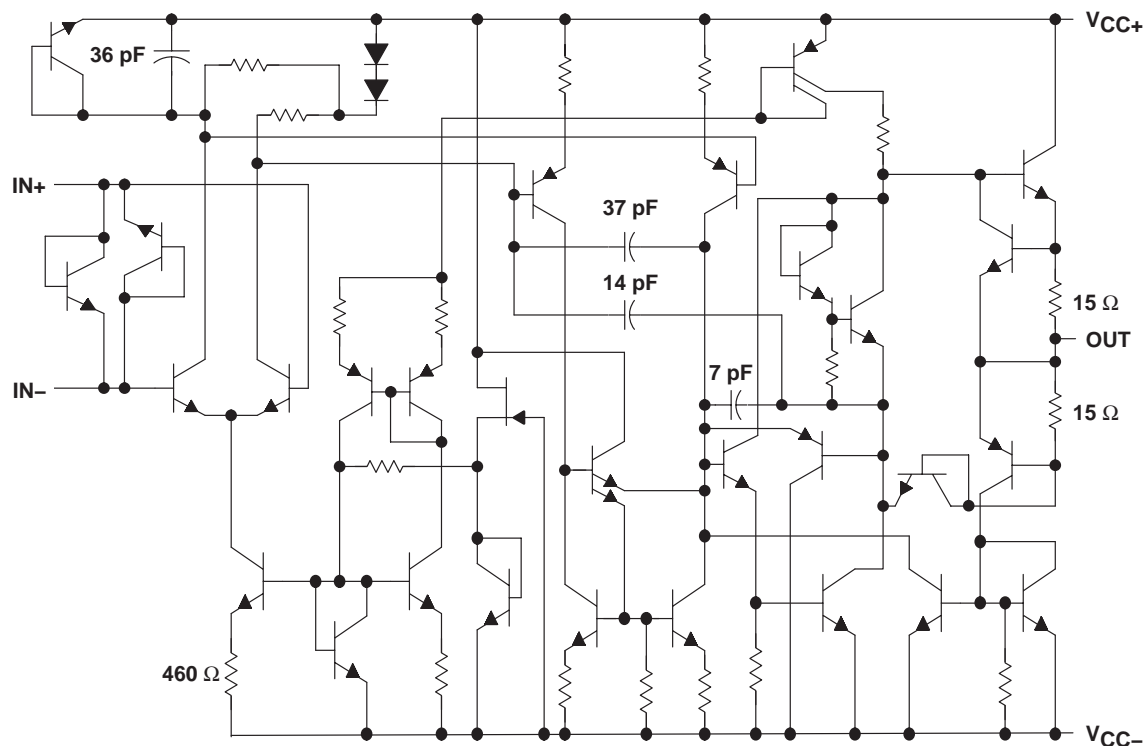 VCC+
36 pF
IN+
37 pF
14 pF
15 Ω
OUT
7 pF
IN–
15 Ω
460 Ω
VCC–